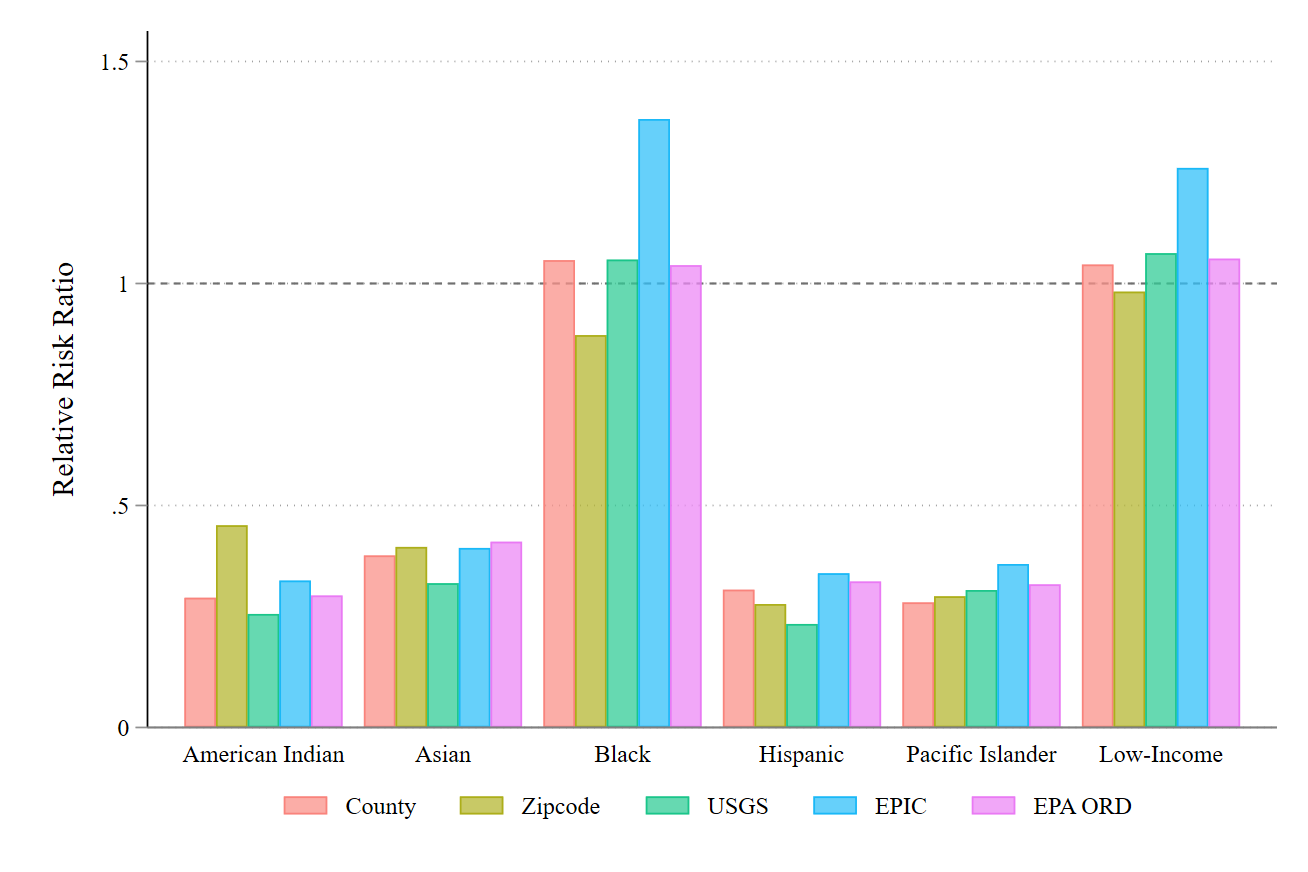 Relative Risk Ratio
1.5
1
.5
0
American Indian Asian Black Hispanic Pacific Islander Low-Income
County Zipcode USGS EPIC EPA ORD